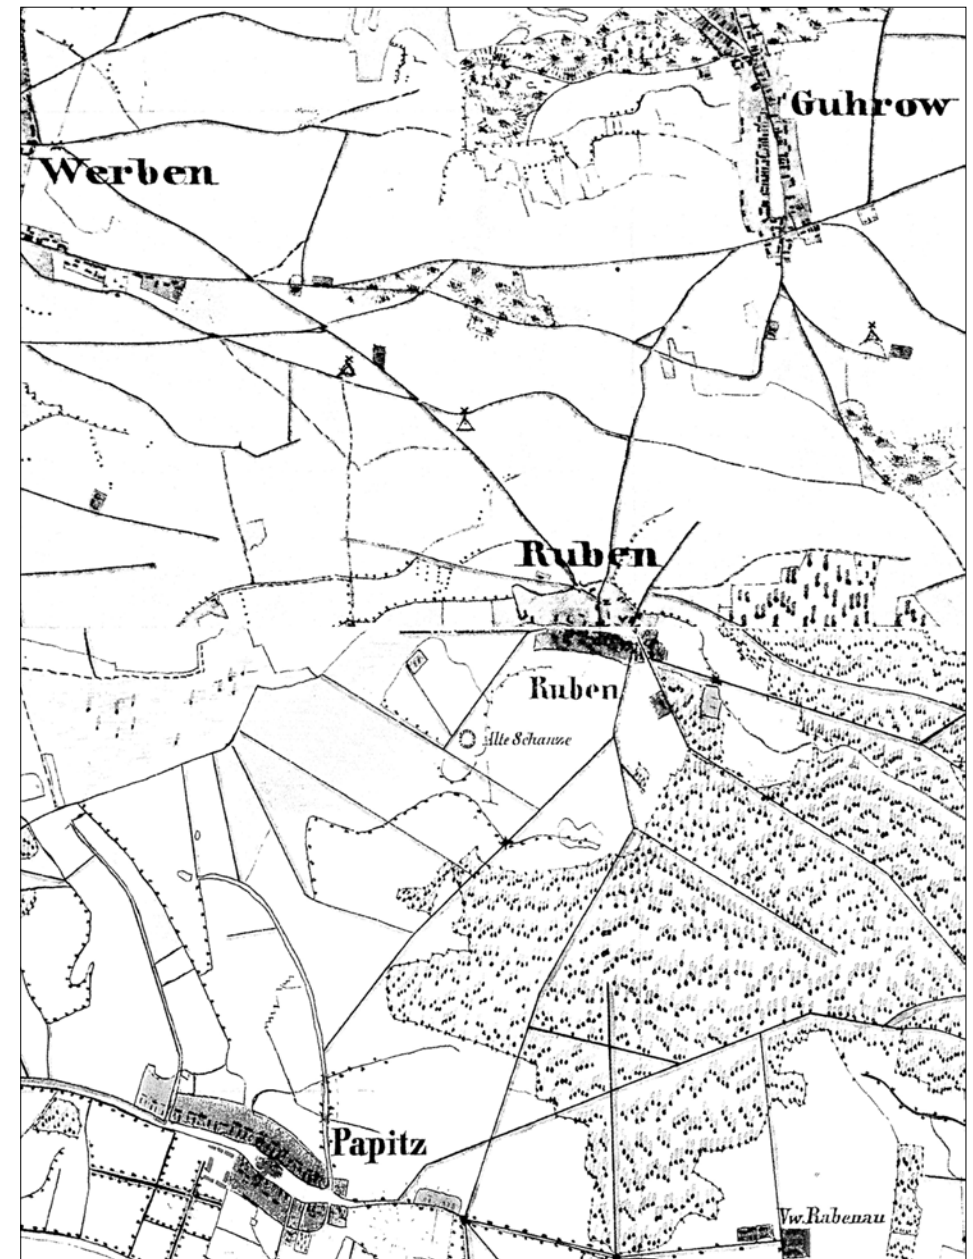 Guhrow
Werben
Ruben
Ruben
Alte Schanze
Papitz
Vw. Rabenau